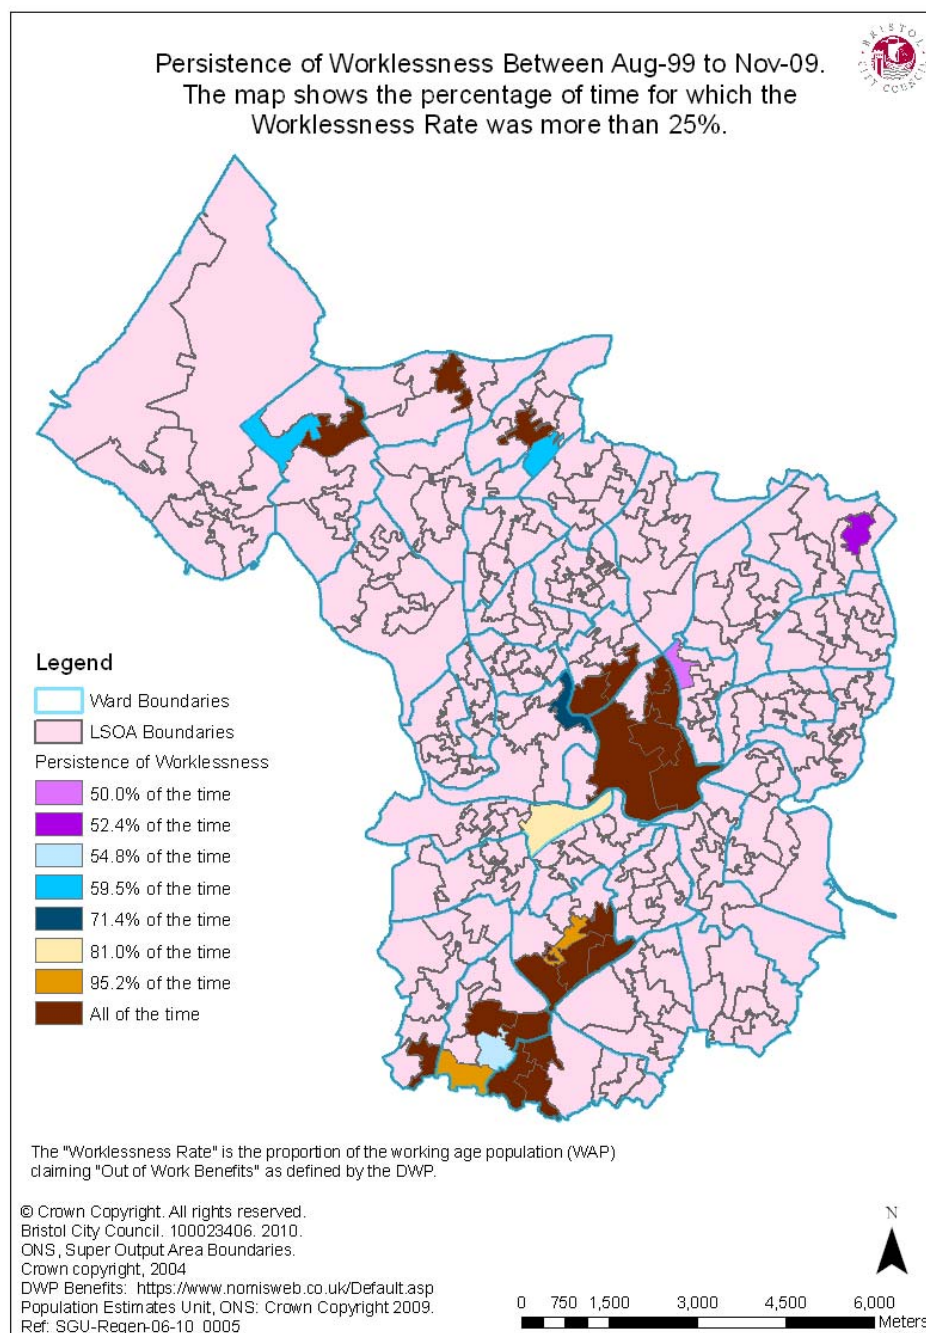 BRISTOL
CITY COUNCIL
Persistence of Worklessness Between Aug-99 to Nov-09.
The map shows the percentage of time for which the
Worklessness Rate was more than 25%.
Legend
Ward Boundaries
LSOA Boundaries
Persistence of Worklessness
50.0% of the time
52.4% of the time
54.8% of the time
59.5% of the time
71.4% of the time
81.0% of the time
95.2% of the time
All of the time
The "Worklessness Rate" is the proportion of the working age population (WAP)
claiming "Out of Work Benefits" as defined by the DWP.
© Crown Copyright. All rights reserved.
Bristol City Council. 100023406. 2010.
ONS, Super Output Area Boundaries.
Crown copyright, 2004
DWP Benefits: https://www.nomisweb.co.uk/Default.asp
Population Estimates Unit, ONS: Crown Copyright 2009.
Ref: SGU-Regen-06-10_0005
N
0 750 1,500 3,000 4,500 6,000
Meters